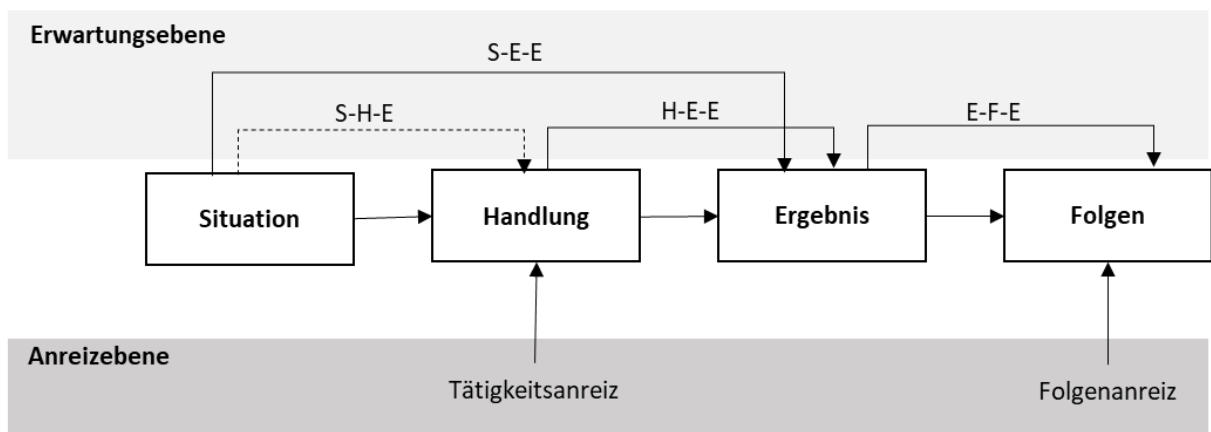 Erwartungsebene
S-E-E
S-H-E
H-E-E
E-F-E
Situation
Handlung
Ergebnis
Folgen
Anreizebene
Tätigkeitsanreiz
Folgenanreiz